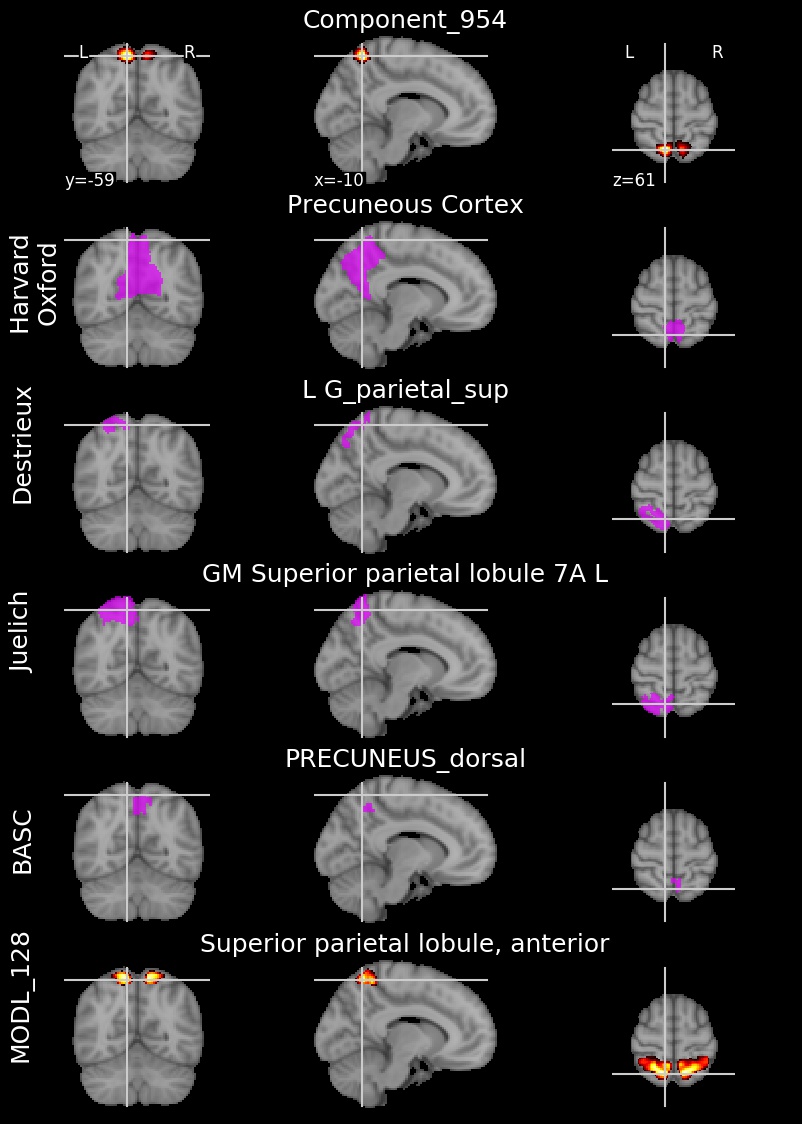 Component_954
L R
L R
y=-59
x=-10
z=61
Precuneous Cortex
Harvard
Oxford
L G_parietal_sup
Destrieux
GM Superior parietal lobule 7A L
Juelich
PRECUNEUS_dorsal
BASC
Superior parietal lobule, anterior
MODL_128